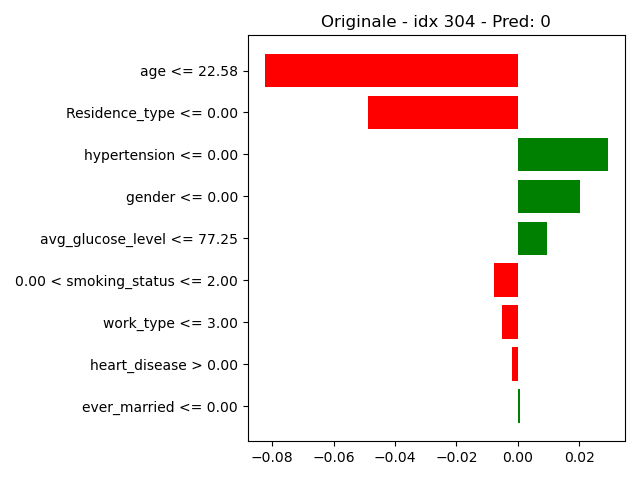 Originale - idx 304 - Pred: 0
age <= 22.58
Residence_type <= 0.00
hypertension <= 0.00
gender <= 0.00
avg_glucose_level <= 77.25
0.00 < smoking_status <= 2.00
work_type <= 3.00
heart_disease > 0.00
ever_married <= 0.00
−0.08 −0.06 −0.04 −0.02 0.00 0.02